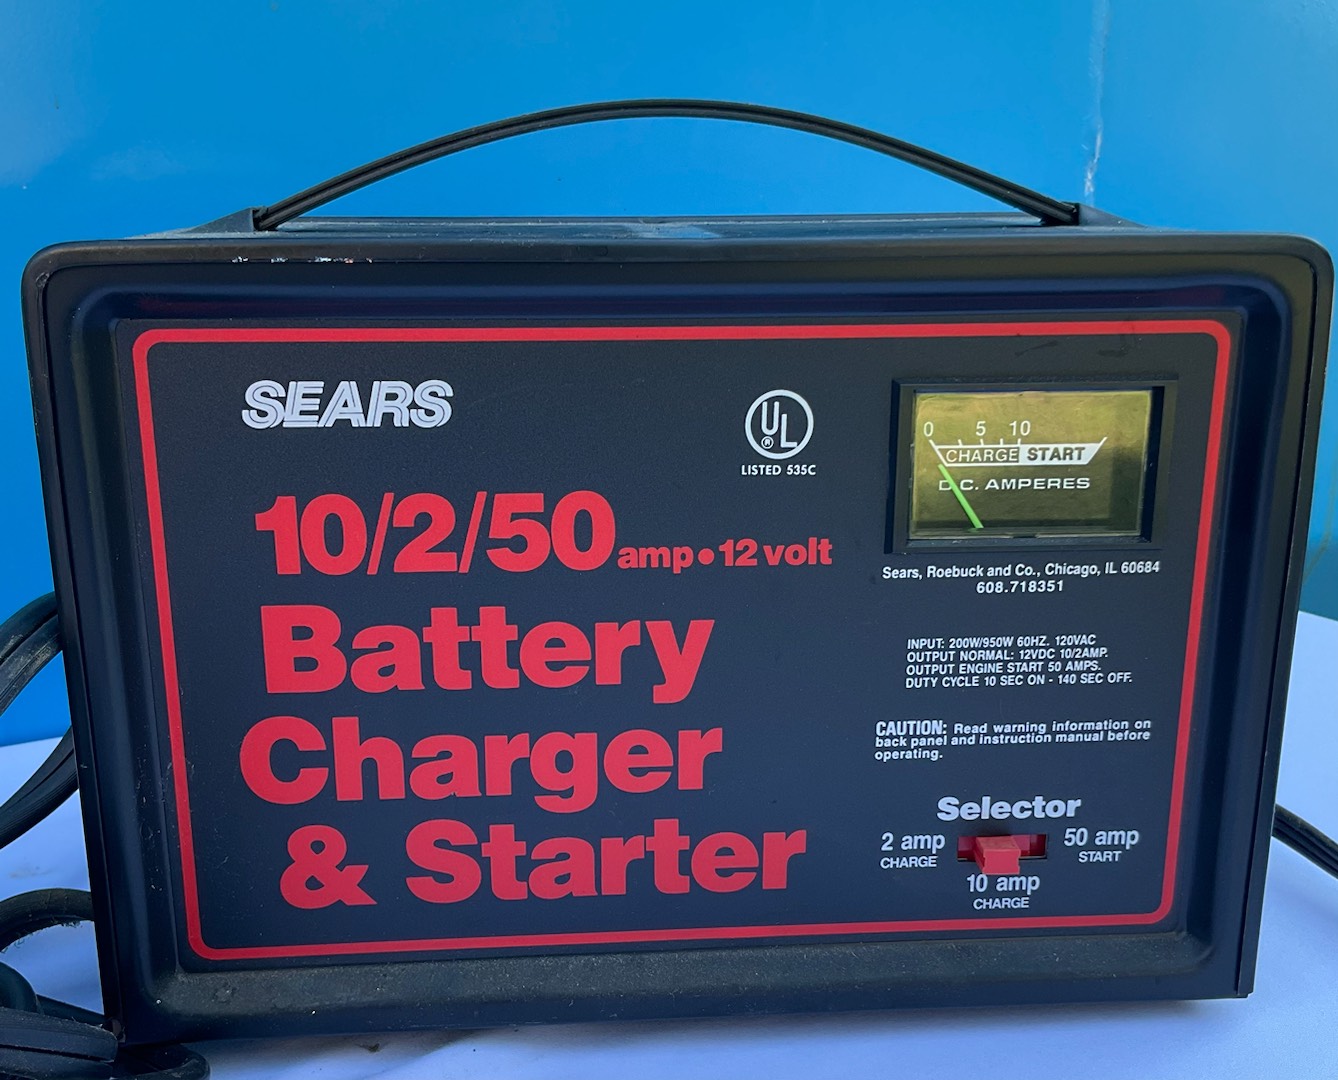 SEARS
10/2/50 amp • 12 volt
Battery
Charger
& Starter
UL
®
LISTED 535C
0 5 10
CHARGE START
D.C. AMPERES
Sears, Roebuck and Co., Chicago, IL 60684
608.718351
INPUT: 200W/950W 60HZ. 120VAC
OUTPUT NORMAL: 12VDC 10/2AMP.
OUTPUT ENGINE START 50 AMPS.
DUTY CYCLE 10 SEC ON - 140 SEC OFF.
CAUTION: Read warning information on
back panel and instruction manual before
operating.
Selector
2 amp 50 amp
CHARGE START
10 amp
CHARGE